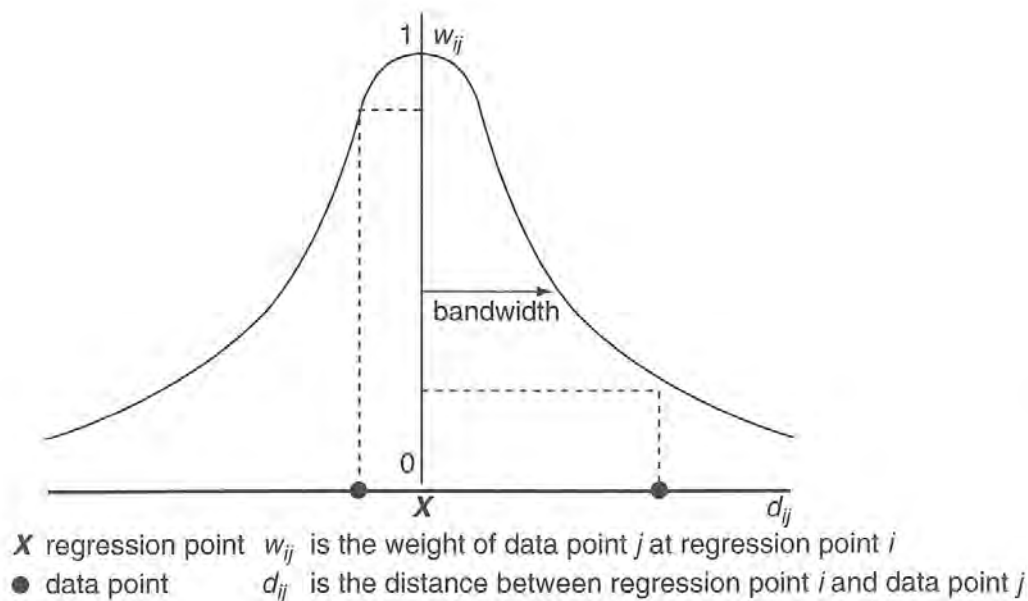 1 w_ij
bandwidth
0
X d_ij
X regression point w_ij is the weight of data point j at regression point i
● data point d_ij is the distance between regression point i and data point j